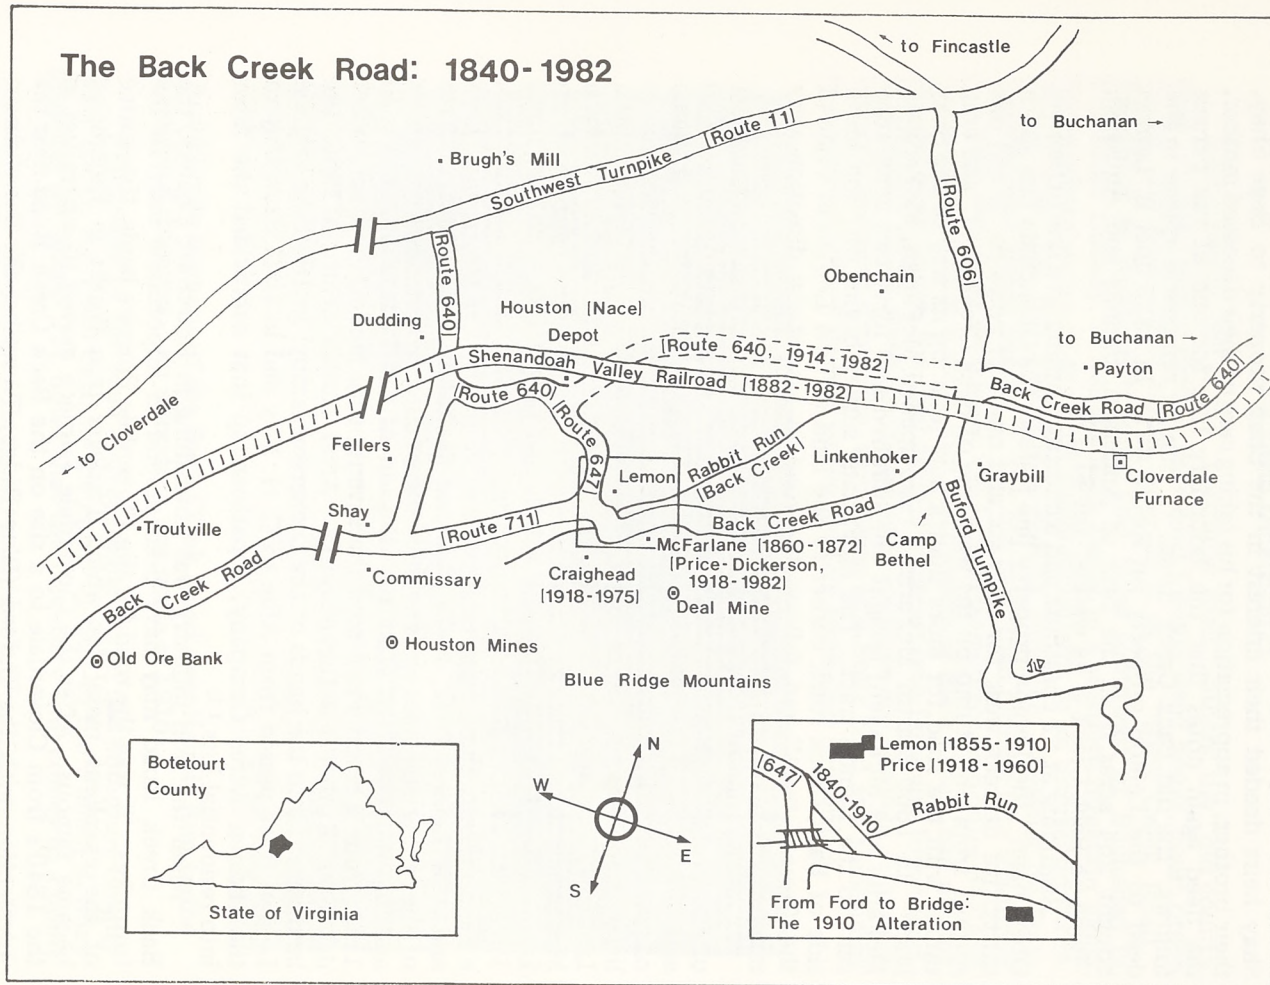 The Back Creek Road: 1840-1982
to Fincastle
to Buchanan
[Route 11]
Brugh's Mill
Southwest Turnpike
[Route 606]
[Route 640]
Obenchain
Houston [Nace]
Depot
Dudding
to Buchanan
[Route 640, 1914-1982]
Shenandoah Valley Railroad [1882-1982]
Payton
Back Creek Road [Route 640]
[Route 640]
[Route 647]
to Cloverdale
Fellers
Rabbit Run
[Back Creek]
Linkenhoker
Lemon
Graybill
Cloverdale
Furnace
Shay
Troutville
[Route 711]
Back Creek Road
Buford Turnpike
Camp
Bethel
McFarlane [1860-1872]
[Price-Dickerson,
1918-1982]
Back Creek Road
Commissary
Craighead
[1918-1975]
Deal Mine
Houston Mines
Old Ore Bank
Blue Ridge Mountains
Botetourt
County
State of Virginia
N
W
E
S
Lemon [1855-1910]
Price [1918-1960]
[647]
1840-1910
Rabbit Run
From Ford to Bridge:
The 1910 Alteration